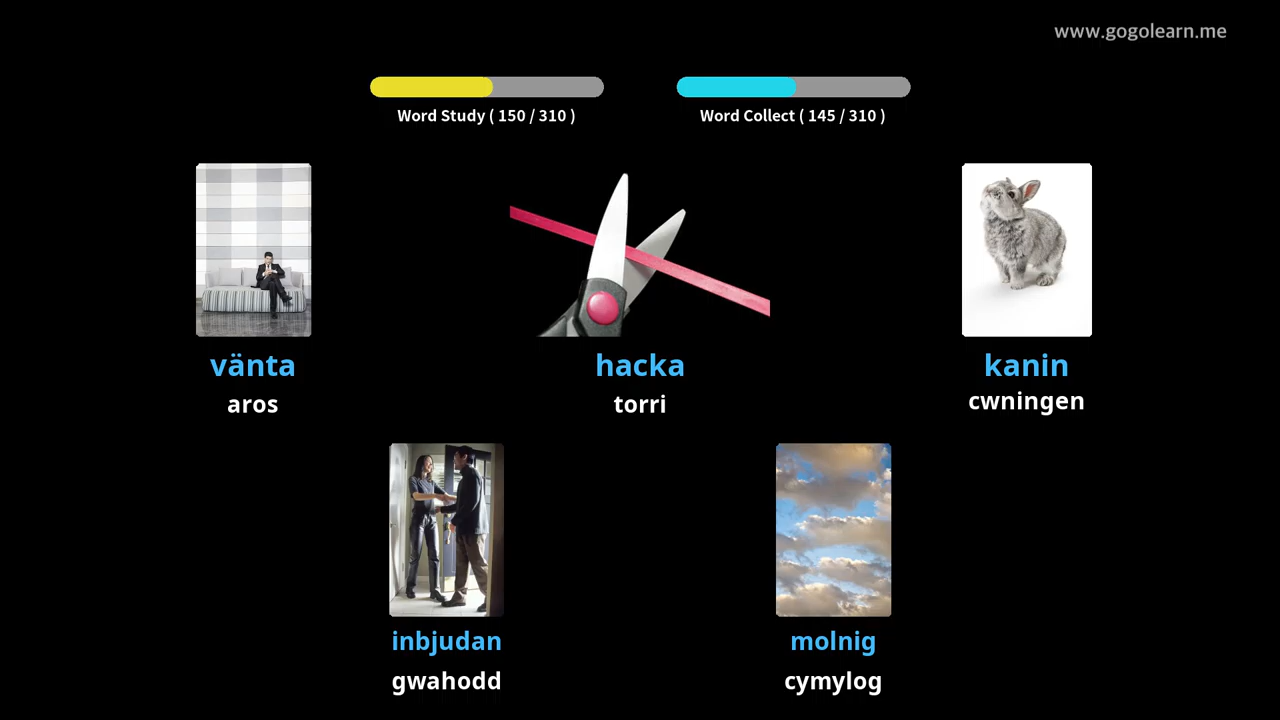 www.gogolearn.me
Word Study ( 150 / 310 )
Word Collect ( 145 / 310 )
vänta
aros
hacka
torri
kanin
cwningen
inbjudan
gwahodd
molnig
cymylog